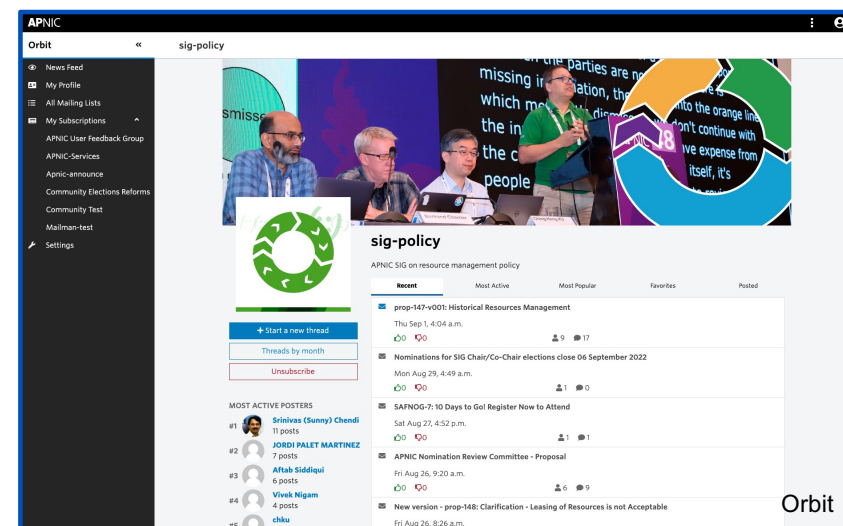 APNIC
Orbit «
sig-policy
News Feed
My Profile
All Mailing Lists
My Subscriptions
APNIC User Feedback Group
APNIC-Services
Apnic-announce
Community Elections Reforms
Community Test
Mailman-test
Settings
smisse
when the parties are no
missing in ation, the
which m
the in
the c
people
into the orange line
don't continue with
ave expense from
itself, it's
48
sig-policy
APNIC SIG on resource management policy
Recent Most Active Most Popular Favorites Posted
prop-147-v001: Historical Resources Management
Thu Sep 1, 4:04 a.m.
0 0 9 17
Nominations for SIG Chair/Co-Chair elections close 06 September 2022
Mon Aug 29, 4:49 a.m.
0 0 1 0
SAFNOG-7: 10 Days to Go! Register Now to Attend
Sat Aug 27, 4:52 p.m.
0 0 1 1
APNIC Nomination Review Committee - Proposal
Fri Aug 26, 9:20 a.m.
0 0 6 9
New version - prop-148: Clarification - Leasing of Resources is not Acceptable
Fri Aug 26, 8:26 a.m.
+ Start a new thread
Threads by month
Unsubscribe
MOST ACTIVE POSTERS
#1 Srinivas (Sunny) Chendi
11 posts
#2 JORDI PALET MARTINEZ
7 posts
#3 Aftab Siddiqui
6 posts
#4 Vivek Nigam
4 posts
#5 chku
Orbit